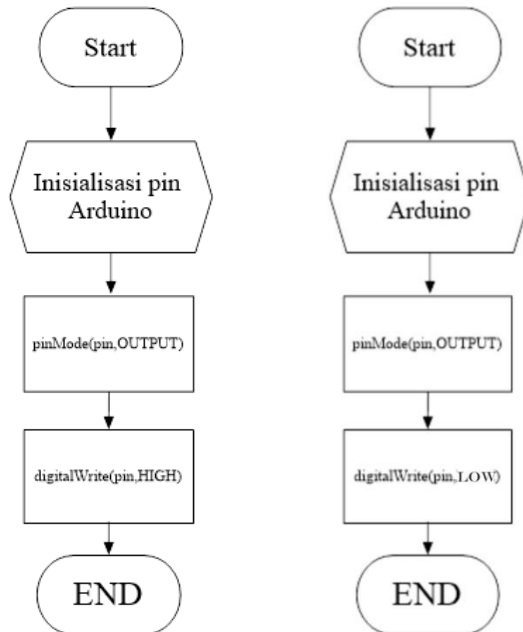 Start
Inisialisasi pin
Arduino
pinMode(pin,OUTPUT)
digitalWrite(pin,HIGH)
END
Start
Inisialisasi pin
Arduino
pinMode(pin,OUTPUT)
digitalWrite(pin,LOW)
END